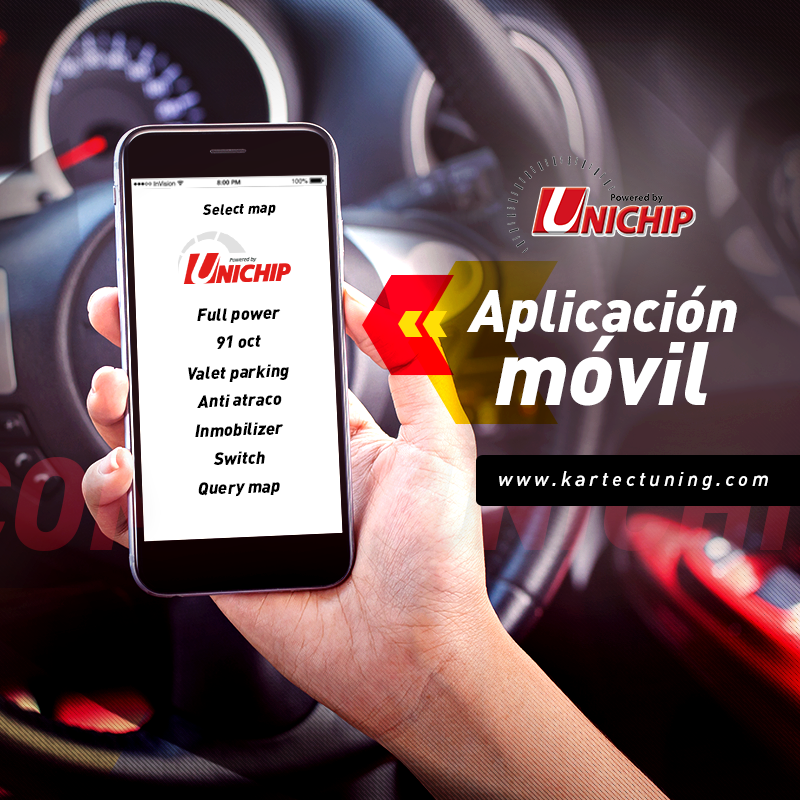 ●●●○○ InVision 8:00 PM 100%
Select map
Powered by
UNICHIP
Full power
91 oct
Valet parking
Anti atraco
Inmobilizer
Switch
Query map
Powered by
UNICHIP
Aplicación
móvil
www.kartectuning.com